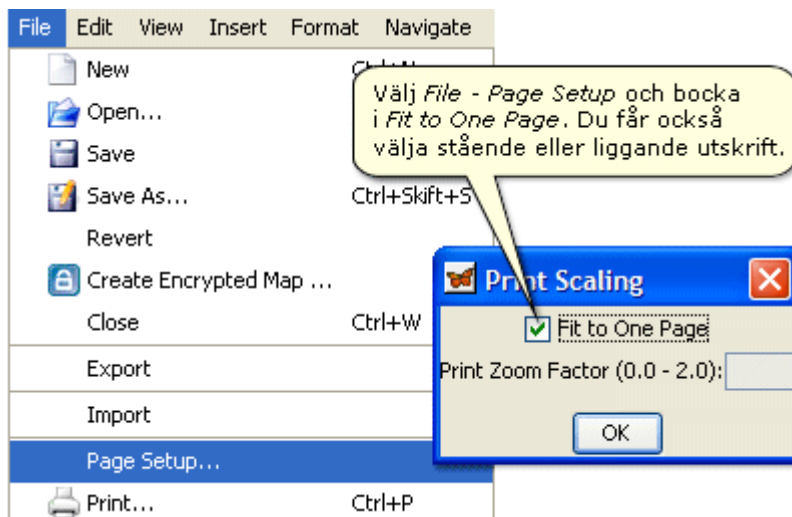 File Edit View Insert Format Navigate
New
Open...
Save
Save As... Ctrl+Skift+S
Revert
Create Encrypted Map ...
Close Ctrl+W
Export
Import
Page Setup...
Print... Ctrl+P
Välj File - Page Setup och bocka
i Fit to One Page. Du får också
välja stående eller liggande utskrift.
Print Scaling
Fit to One Page
Print Zoom Factor (0.0 - 2.0):
OK